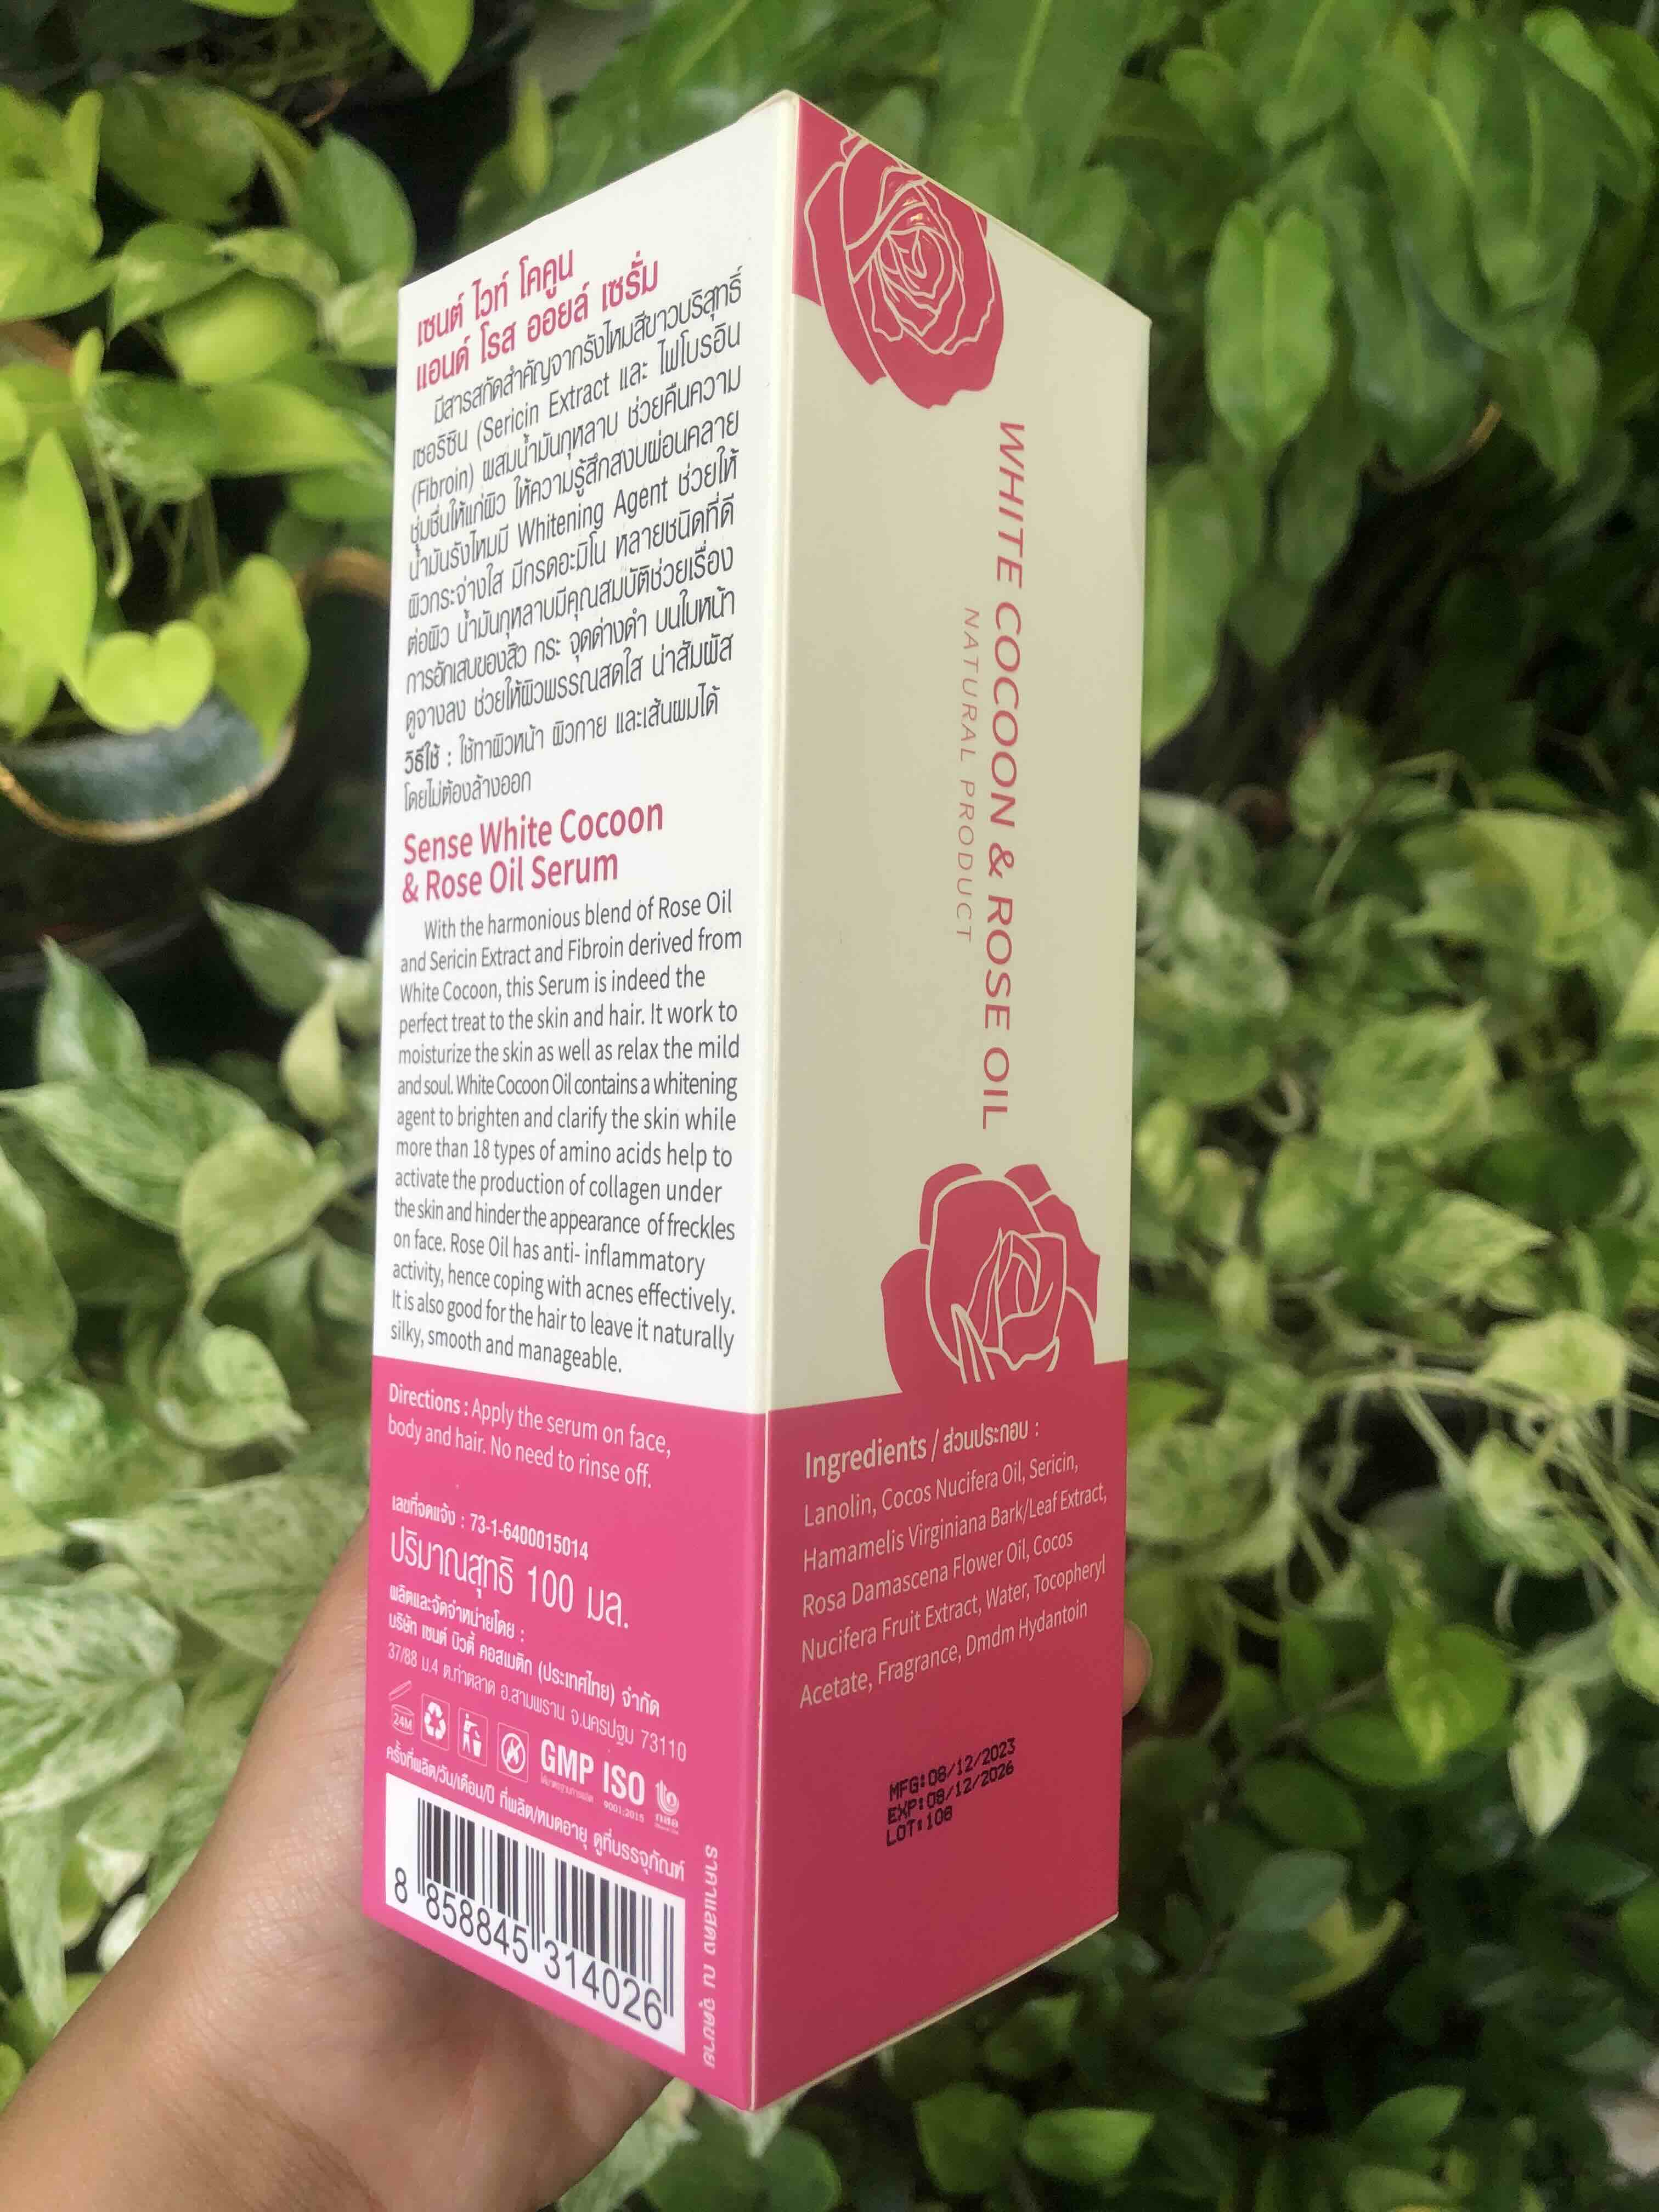 เซนต์ ไวท์ โคคูน
แอนด์ โรส ออยล์ เซรั่ม
มีสารสกัดสำคัญจากรังไหมสีขาวบริสุทธิ์
เซอริซิน (Sericin Extract และ ไฟโบรอิน
(Fibroin) ผสมน้ำมันกุหลาบ ช่วยคืนความ
ชุ่มชื่นให้แก่ผิว ให้ความรู้สึกสงบผ่อนคลาย
น้ำมันรังไหมมี Whitening Agent ช่วยให้
ผิวกระจ่างใส มีกรดอะมิโน หลายชนิดที่ดี
ต่อผิว น้ำมันกุหลาบมีคุณสมบัติช่วยเรื่อง
การอักเสบของสิว กระ จุดด่างดำ บนใบหน้า
ดูจางลง ช่วยให้ผิวพรรณสดใส น่าสัมผัส
วิธีใช้ : ใช้ทาผิวหน้า ผิวกาย และเส้นผมได้
โดยไม่ต้องล้างออก
Sense White Cocoon
& Rose Oil Serum
With the harmonious blend of Rose Oil
and Sericin Extract and Fibroin derived from
White Cocoon, this Serum is indeed the
perfect treat to the skin and hair. It work to
moisturize the skin as well as relax the mild
and soul. White Cocoon Oil contains a whitening
agent to brighten and clarify the skin while
more than 18 types of amino acids help to
activate the production of collagen under
the skin and hinder the appearance of freckles
on face. Rose Oil has anti- inflammatory
activity, hence coping with acnes effectively.
It is also good for the hair to leave it naturally
silky, smooth and manageable.
Directions : Apply the serum on face,
body and hair. No need to rinse off.
เลขที่จดแจ้ง : 73-1-6400015014
ปริมาณสุทธิ 100 มล.
ผลิตและจัดจำหน่ายโดย :
บริษัท เซนต์ บิวตี้ คอสเมติก (ประเทศไทย) จำกัด
37/88 ม.4 ต.ท่าตลาด อ.สามพราน จ.นครปฐม 73110
24M
GMP ISO
9001:2015
ครั้งที่ผลิต/วัน/เดือน/ปี ที่ผลิต/หมดอายุ ดูที่บรรจุภัณฑ์
8 858845 314026
ราคาแสดง ณ จุดขาย
WHITE COCOON & ROSE OIL
NATURAL PRODUCT
Ingredients / ส่วนประกอบ :
Lanolin, Cocos Nucifera Oil, Sericin,
Hamamelis Virginiana Bark/Leaf Extract,
Rosa Damascena Flower Oil, Cocos
Nucifera Fruit Extract, Water, Tocopheryl
Acetate, Fragrance, Dmdm Hydantoin
MFG:08/12/2023
EXP:08/12/2026
LOT:108